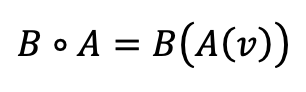 B ∘ A = B(A(v))